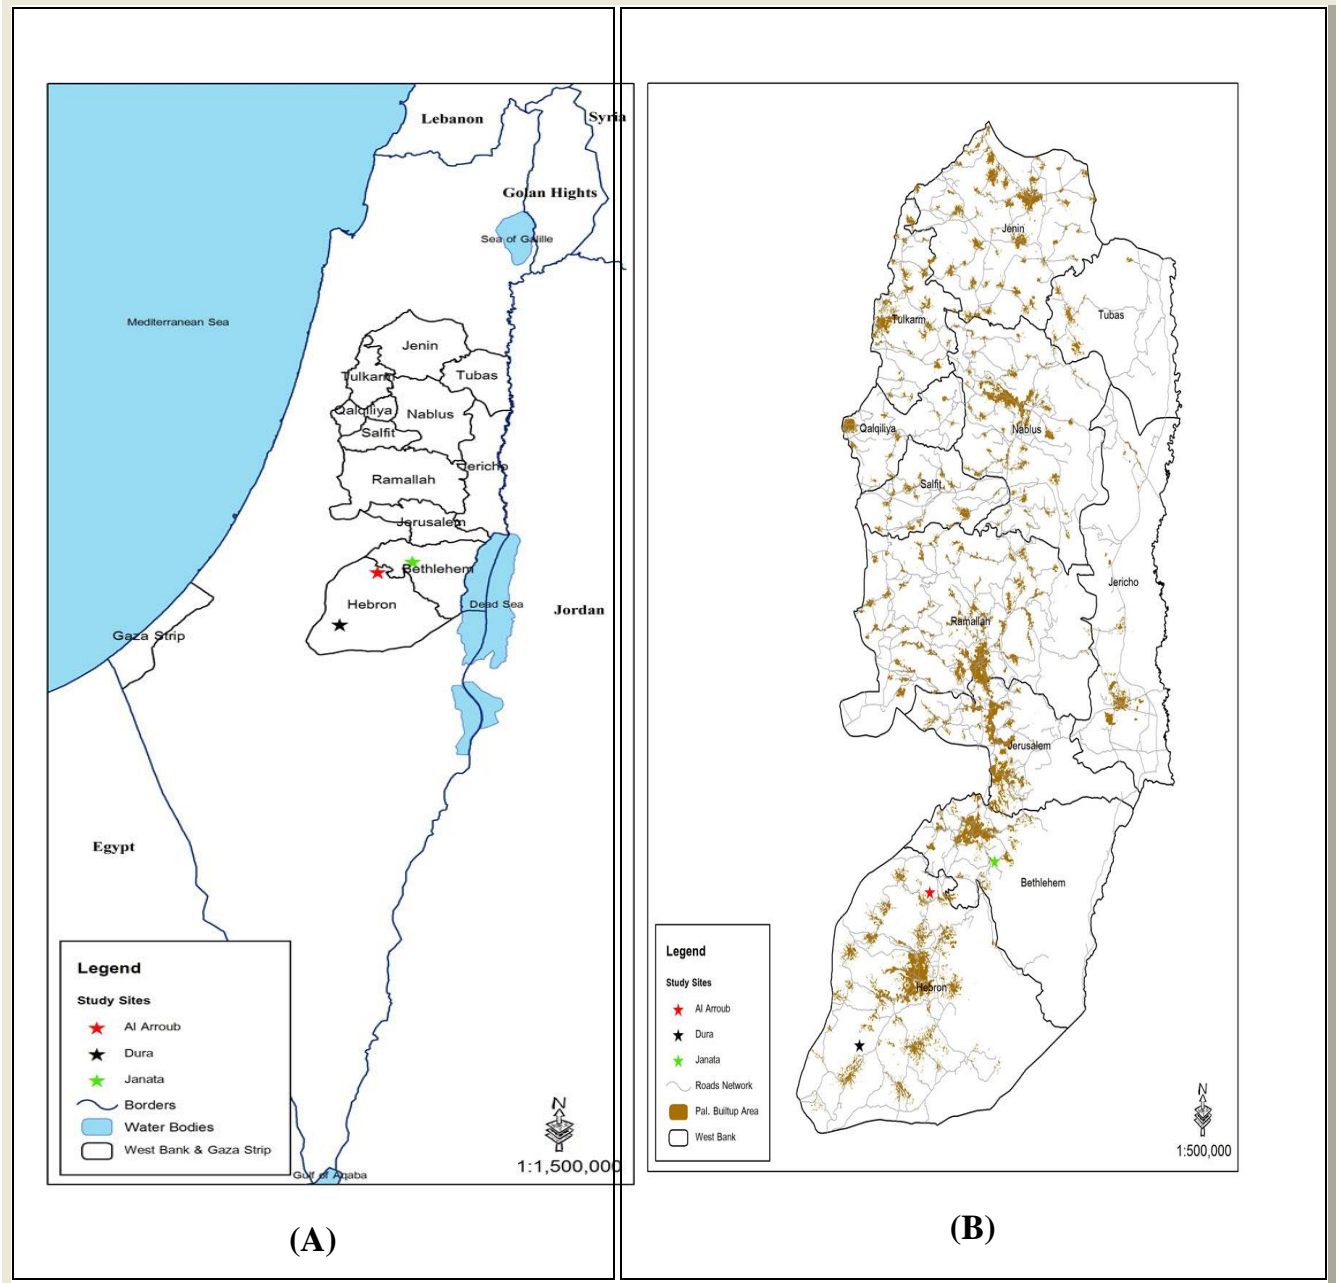 Lebanon
Syria
Golan Hights
Sea of Galille
Mediterranean Sea
Jenin
Tulkarm
Tubas
Qalqiliya
Nablus
Salfit
Jericho
Ramallah
Jerusalem
Bethlehem
Hebron
Dead Sea
Jordan
Gaza Strip
Egypt
Legend
Study Sites
Al Arroub
Dura
Janata
Borders
Water Bodies
West Bank & Gaza Strip
N
1:1,500,000
Gulf of Aqaba
(A)
Jenin
Tulkarm
Tubas
Qalqiliya
Nablus
Salfit
Jericho
Ramallah
Jerusalem
Bethlehem
Hebron
Legend
Study Sites
Al Arroub
Dura
Janata
Roads Network
Pal. Builtup Area
West Bank
N
1:500,000
(B)